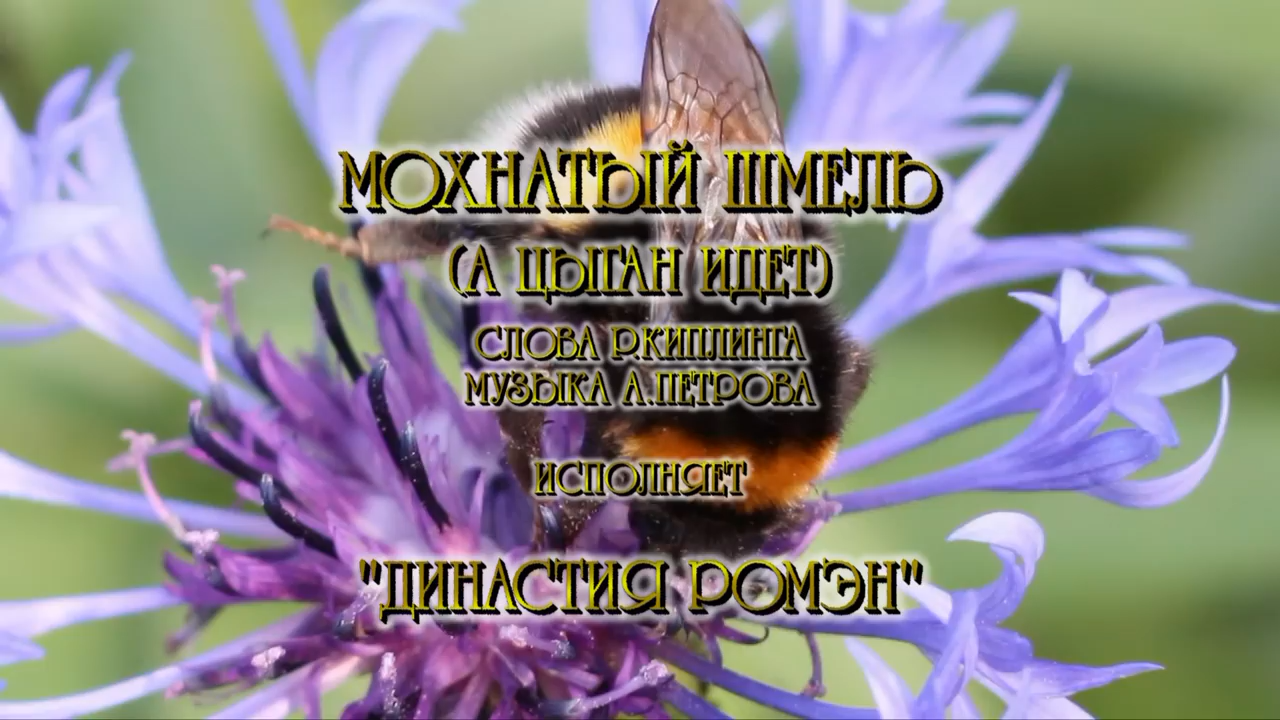 МОХНАТЫЙ ШМЕЛЬ
(А ЦЫГАН ИДЕТ)
СЛОВА Р.КИПЛИНГА
МУЗЫКА А.ПЕТРОВА
ИСПОЛНЯЕТ
"ДИНАСТИЯ РОМЭН"